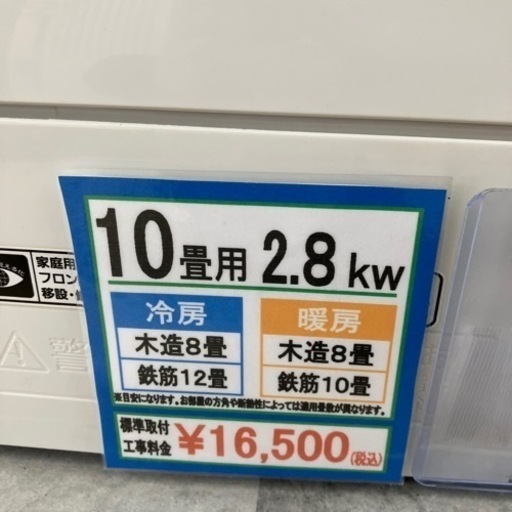 10畳用 2.8kw
冷房
木造8畳
鉄筋12畳
暖房
木造8畳
鉄筋10畳
※目安になります。お部屋の方角や断熱性によっては適用畳数が異なります。
標準取付
工事料金
¥16,500(税込)
家庭用
フロン
移設・